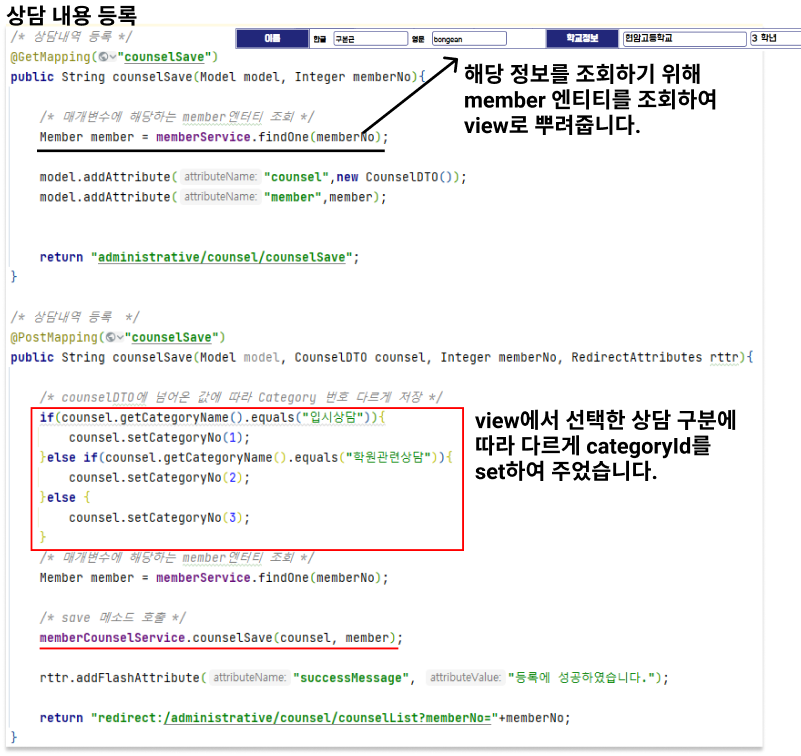 상담 내용 등록
/* 상담내역 등록 */
이름 한글 구본근 영문 bongean 학교정보 현암고등학교 3 학년
@GetMapping("counselSave")
public String counselSave(Model model, Integer memberNo){
해당 정보를 조회하기 위해
member 엔티티를 조회하여
view로 뿌려줍니다.
/* 매개변수에 해당하는 member엔티티 조회 */
Member member = memberService.findOne(memberNo);
model.addAttribute( attributeName: "counsel",new CounselDTO());
model.addAttribute( attributeName: "member",member);
return "administrative/counsel/counselSave";
}
/* 상담내역 등록  */
@PostMapping("counselSave")
public String counselSave(Model model, CounselDTO counsel, Integer memberNo, RedirectAttributes rttr){
/* counselDTO에 넘어온 값에 따라 Category 번호 다르게 저장 */
if(counsel.getCategoryName().equals("입시상담")){
counsel.setCategoryNo(1);
}else if(counsel.getCategoryName().equals("학원관련상담")){
counsel.setCategoryNo(2);
}else {
counsel.setCategoryNo(3);
}
view에서 선택한 상담 구분에
따라 다르게 categoryId를
set하여 주었습니다.
/* 매개변수에 해당하는 member엔티티 조회 */
Member member = memberService.findOne(memberNo);
/* save 메소드 호출 */
memberCounselService.counselSave(counsel, member);
rttr.addFlashAttribute( attributeName: "successMessage", attributeValue: "등록에 성공하였습니다.");
return "redirect:/administrative/counsel/counselList?memberNo="+memberNo;
}